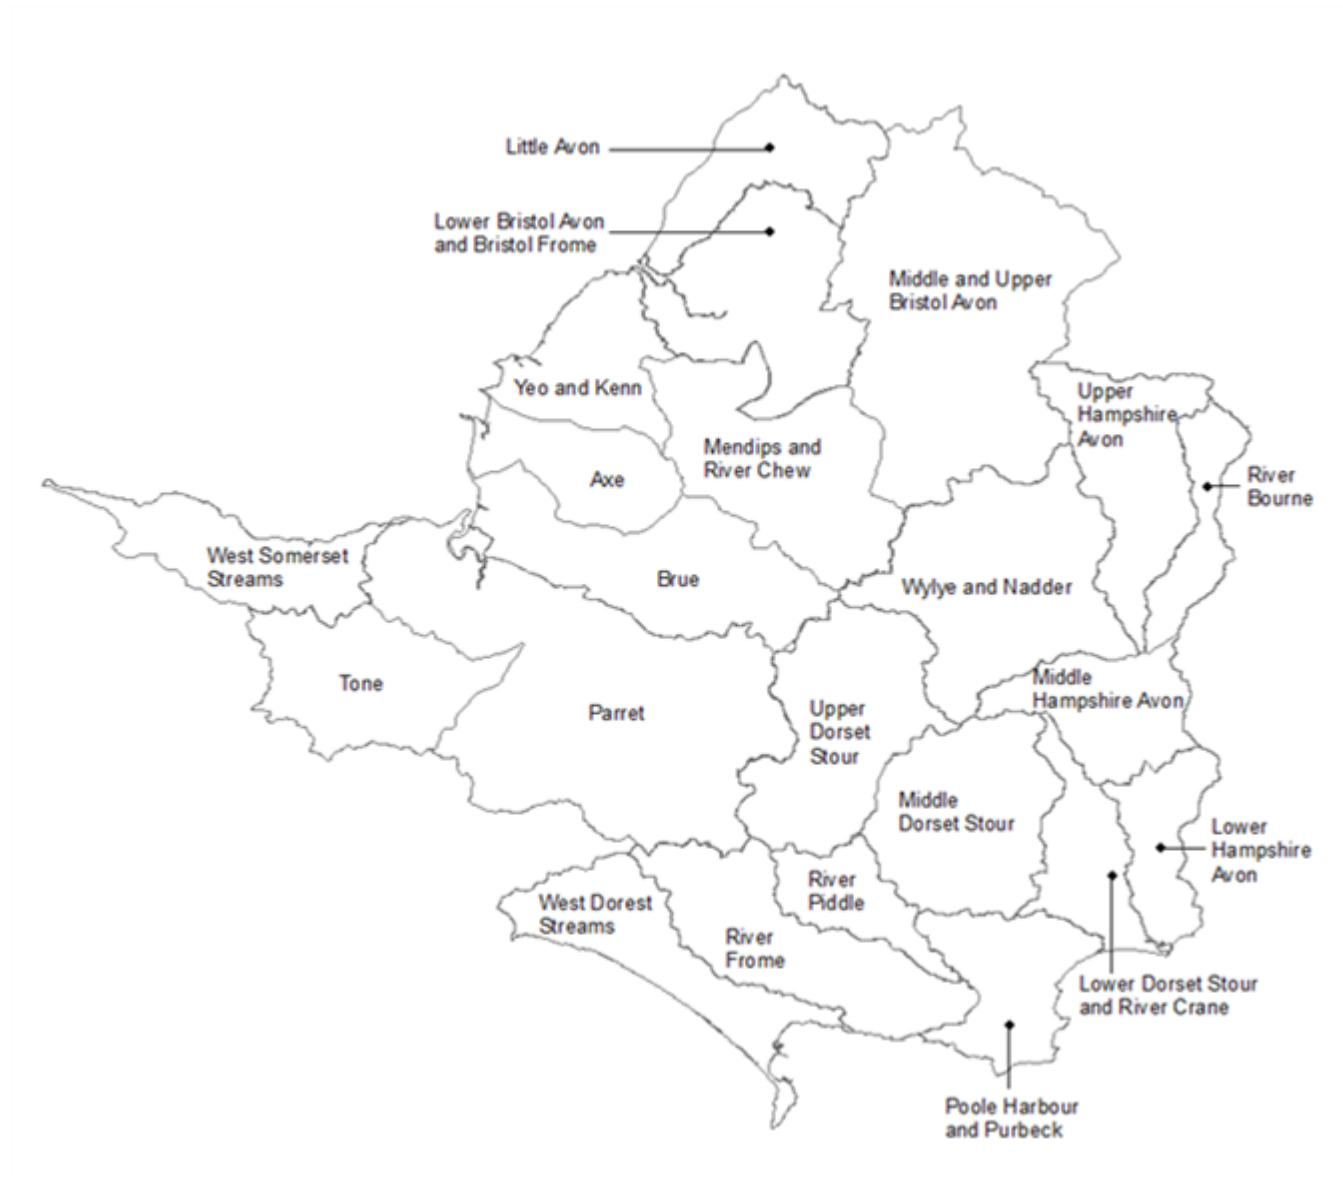 Little Avon
Lower Bristol Avon
and Bristol Frome
Middle and Upper
Bristol Avon
Yeo and Kenn
Upper
Hampshire
Avon
Mendips and
River Chew
Axe
River
Bourne
West Somerset
Streams
Brue
Wylye and Nadder
Tone
Parret
Middle
Hampshire Avon
Upper
Dorset
Stour
Middle
Dorset Stour
Lower
Hampshire
Avon
River
Piddle
West Dorest
Streams
River
Frome
Lower Dorset Stour
and River Crane
Poole Harbour
and Purbeck